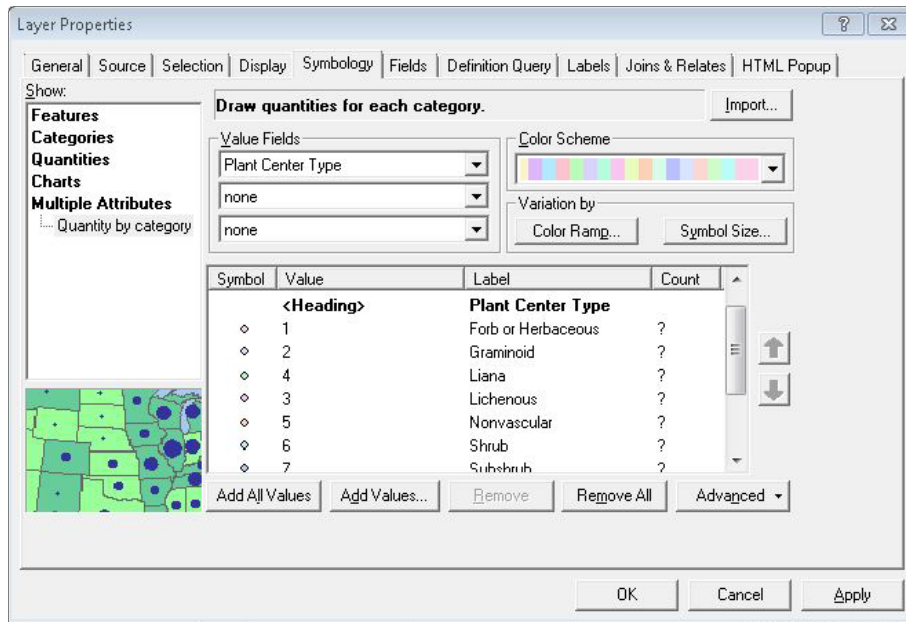 Layer Properties
General Source Selection Display Symbology Fields Definition Query Labels Joins & Relates HTML Popup
Show:
Features
Categories
Quantities
Charts
Multiple Attributes
Quantity by category
Draw quantities for each category.
Import...
Value Fields
Plant Center Type
none
none
Color Scheme
Variation by
Color Ramp...
Symbol Size...
Symbol Value Label Count
<Heading> Plant Center Type
1 Forb or Herbaceous ?
2 Graminoid ?
4 Liana ?
3 Lichenous ?
5 Nonvascular ?
6 Shrub ?
7 Subshrub ?
Add All Values
Add Values...
Remove
Remove All
Advanced
OK
Cancel
Apply